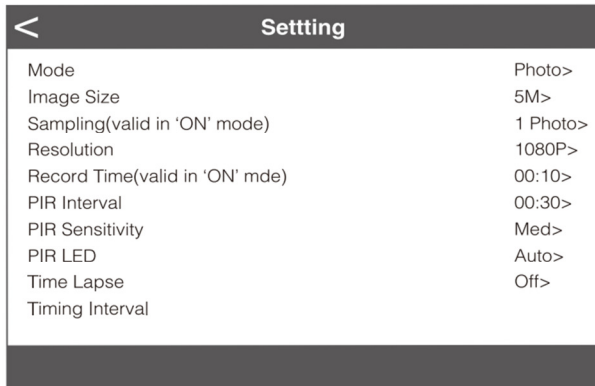 < Settting
Mode Photo>
Image Size 5M>
Sampling(valid in ‘ON’ mode) 1 Photo>
Resolution 1080P>
Record Time(valid in ‘ON’ mde) 00:10>
PIR Interval 00:30>
PIR Sensitivity Med>
PIR LED Auto>
Time Lapse Off>
Timing Interval